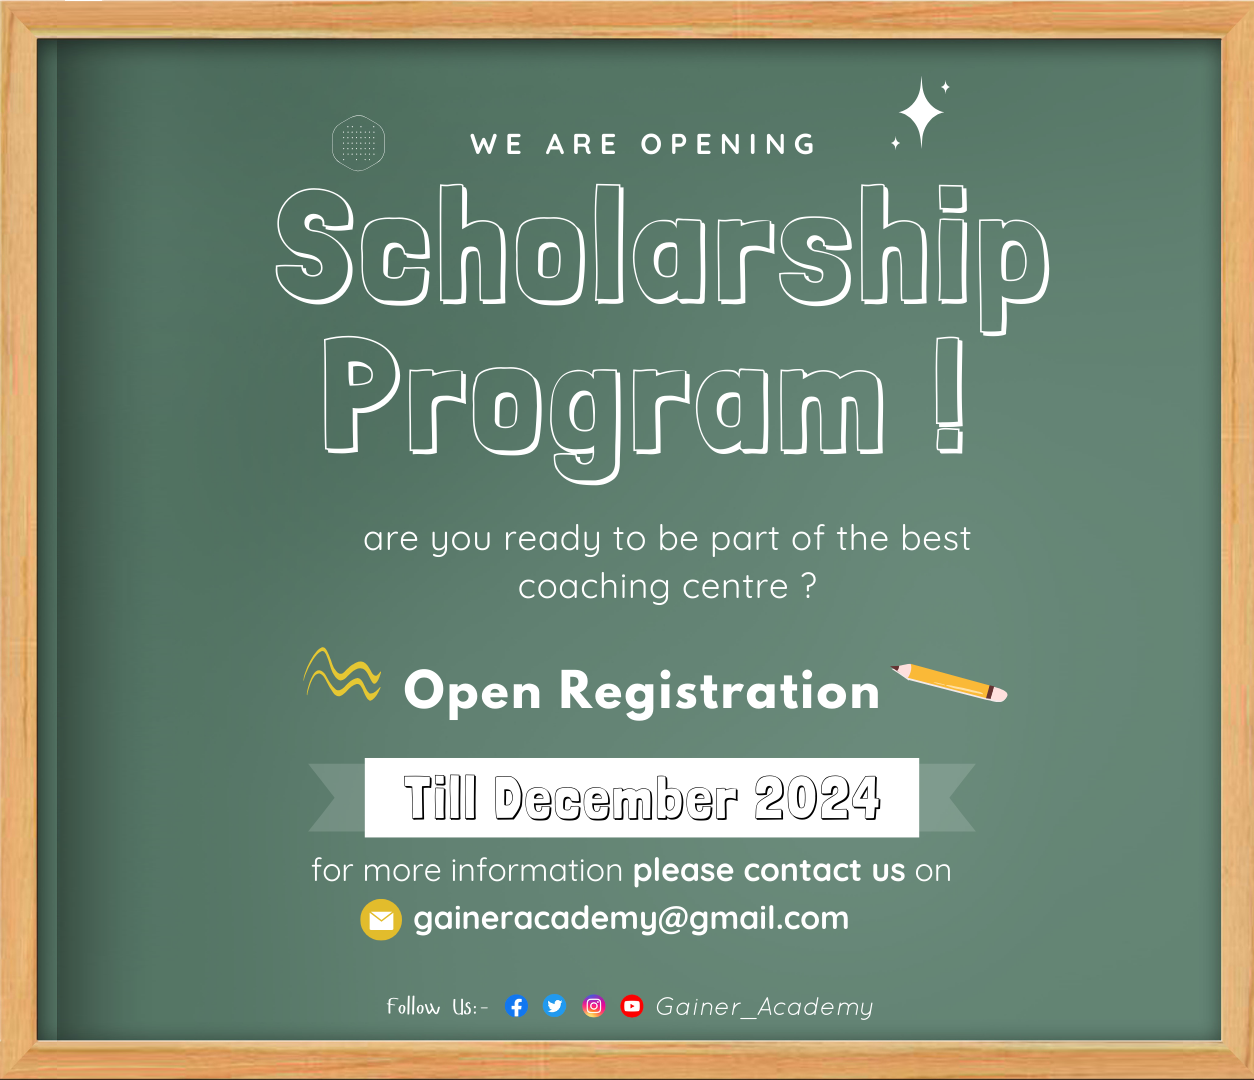 WE ARE OPENING
Scholarship
Program !
are you ready to be part of the best
coaching centre ?
Open Registration
Till December 2024
for more information please contact us on
gaineracademy@gmail.com
Follow Us:- Gainer_Academy